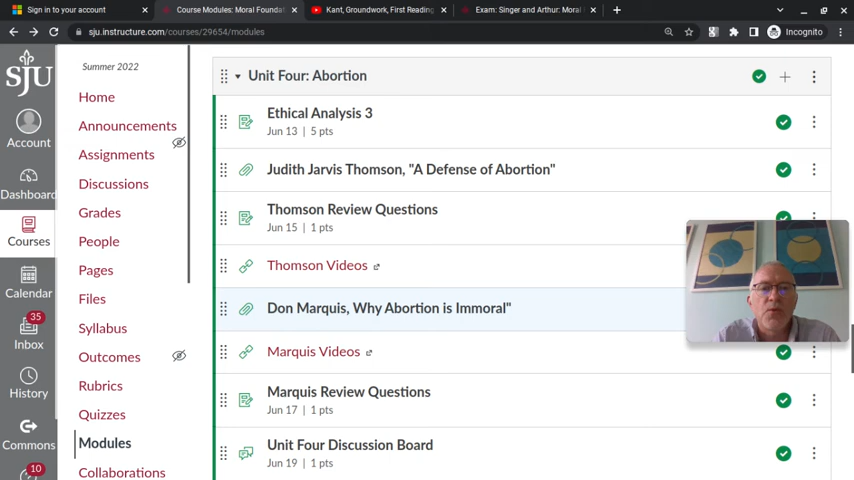 Sign in to your account
Course Modules: Moral Foundat
Kant, Groundwork, First Reading
Exam: Singer and Arthur: Moral
sju.instructure.com/courses/29654/modules
Incognito
SJU
Account
Dashboard
Courses
Calendar
35
Inbox
History
Commons
10
Summer 2022
Home
Announcements
Assignments
Discussions
Grades
People
Pages
Files
Syllabus
Outcomes
Rubrics
Quizzes
Modules
Collaborations
Unit Four: Abortion
Ethical Analysis 3
Jun 13 | 5 pts
Judith Jarvis Thomson, "A Defense of Abortion"
Thomson Review Questions
Jun 15 | 1 pts
Thomson Videos
Don Marquis, Why Abortion is Immoral"
Marquis Videos
Marquis Review Questions
Jun 17 | 1 pts
Unit Four Discussion Board
Jun 19 | 1 pts